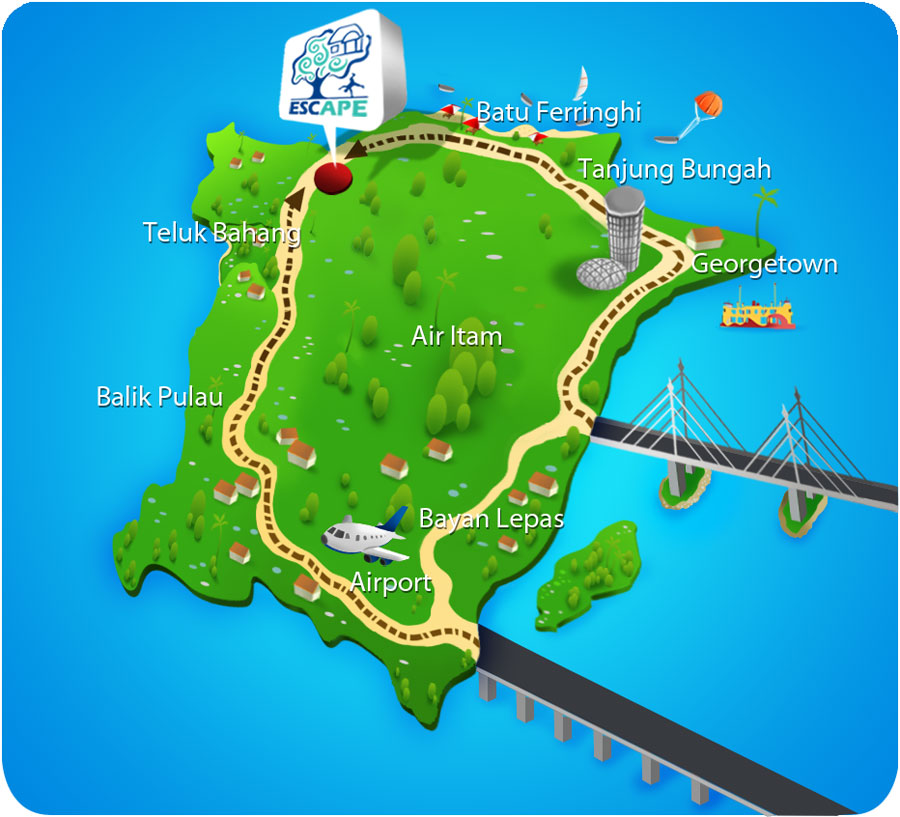 ESCAPE
Batu Ferringhi
Tanjung Bungah
Teluk Bahang
Georgetown
Air Itam
Balik Pulau
Bayan Lepas
Airport